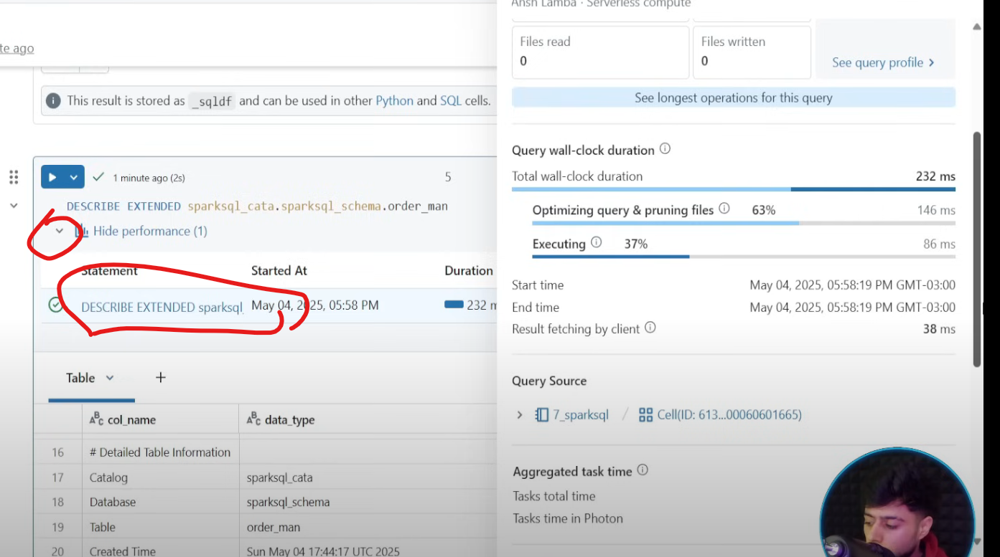 te ago
This result is stored as _sqldf and can be used in other Python and SQL cells.
1 minute ago (2s)
5
DESCRIBE EXTENDED sparksql_cata.sparksql_schema.order_man
Hide performance (1)
Statement
Started At
Duration
DESCRIBE EXTENDED sparksql_
May 04, 2025, 05:58 PM
232 m
Table
+
col_name
data_type
16
# Detailed Table Information
17
Catalog
sparksql_cata
18
Database
sparksql_schema
19
Table
order_man
20
Created Time
Sun May 04 17:44:17 UTC 2025
Ansh Lamba · Serverless compute
Files read
0
Files written
0
See query profile
See longest operations for this query
Query wall-clock duration
Total wall-clock duration
232 ms
Optimizing query & pruning files
63%
146 ms
Executing
37%
86 ms
Start time
May 04, 2025, 05:58:19 PM GMT-03:00
End time
May 04, 2025, 05:58:19 PM GMT-03:00
Result fetching by client
38 ms
Query Source
7_sparksql / Cell(ID: 613...00060601665)
Aggregated task time
Tasks total time
Tasks time in Photon